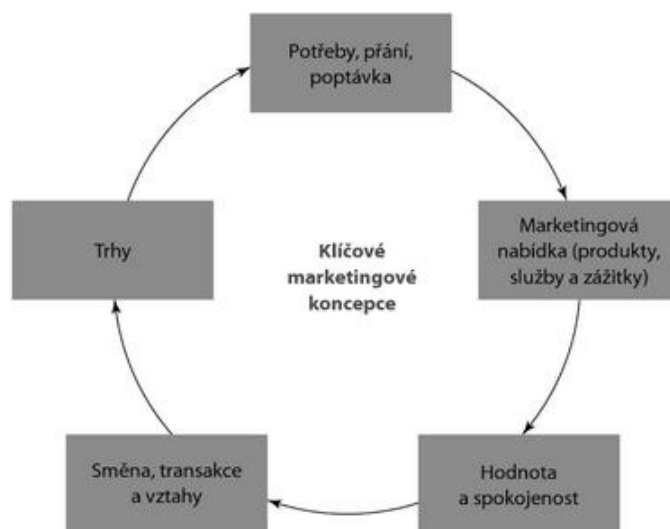 Potřeby, přání,
poptávka
Marketingová
nabídka (produkty,
služby a zážitky)
Trhy
Klíčové
marketingové
koncepce
Směna, transakce
a vztahy
Hodnota
a spokojenost